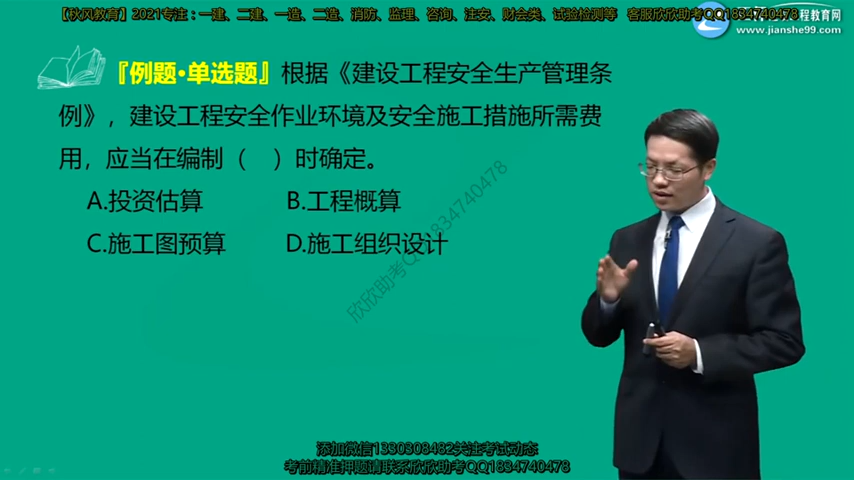 【秋风教育】2021专注：一建、二建、一造、二造、消防、监理、咨询、注安、财会类、试验检测等 客服欣欣助考QQ1834740478
程教育网
www.jianshe99.com
『例题·单选题』根据《建设工程安全生产管理条
例》，建设工程安全作业环境及安全施工措施所需费
用，应当在编制（ ）时确定。
A.投资估算 B.工程概算
C.施工图预算 D.施工组织设计
欣欣助考QQ1834740478
添加微信1330308482关注考试动态
考前精准押题请联系欣欣助考QQ1834740478